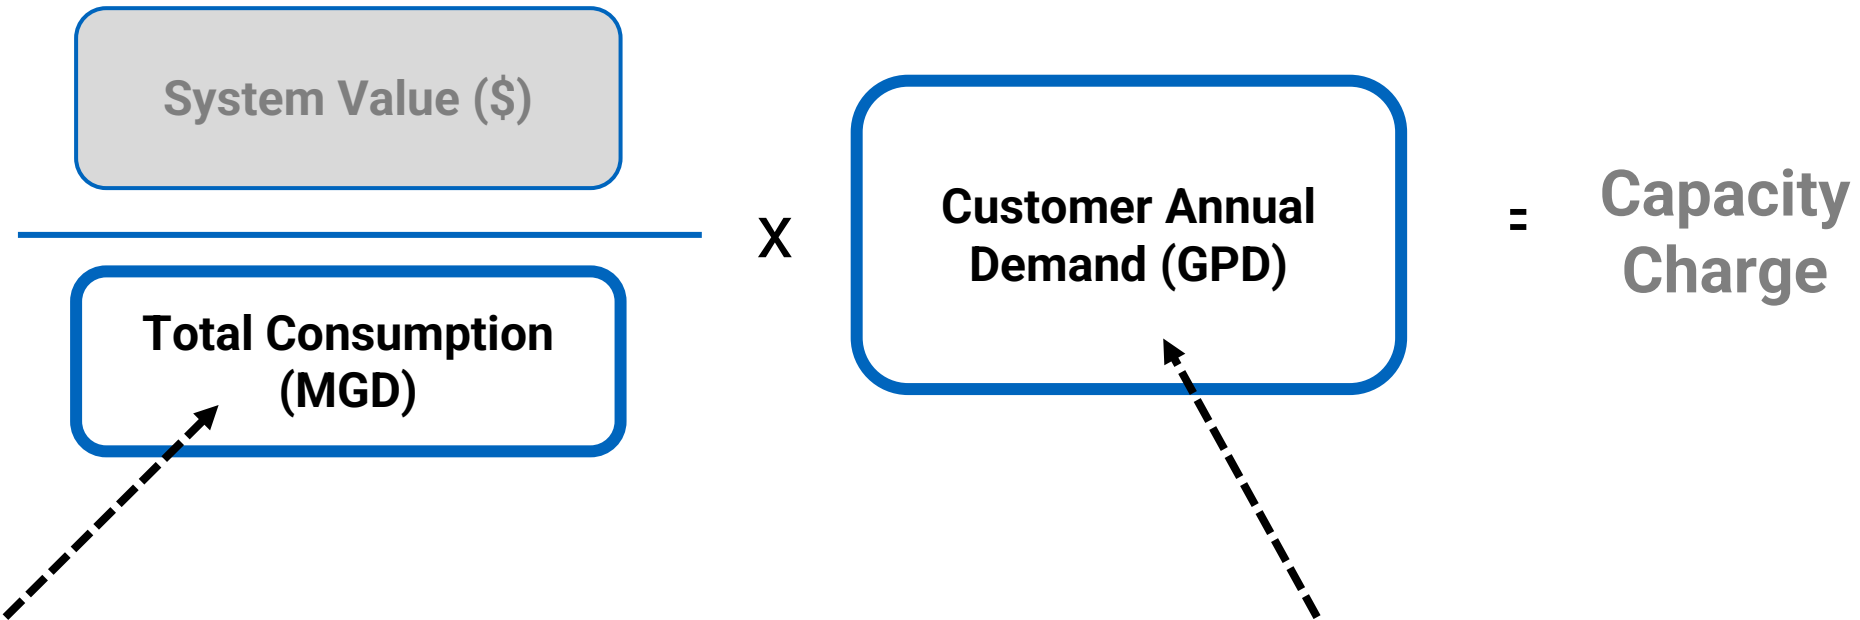 System Value ($)
Total Consumption
(MGD)
x
Customer Annual
Demand (GPD)
=
Capacity
Charge